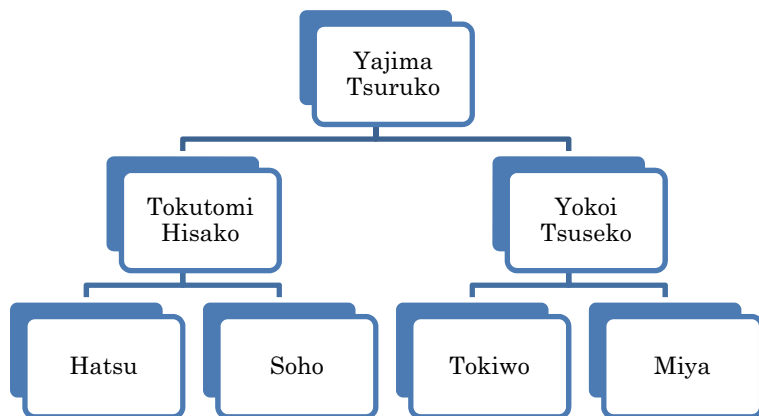 Yajima
Tsuruko
Tokutomi
Hisako
Yokoi
Tsuseko
Hatsu
Soho
Tokiwo
Miya